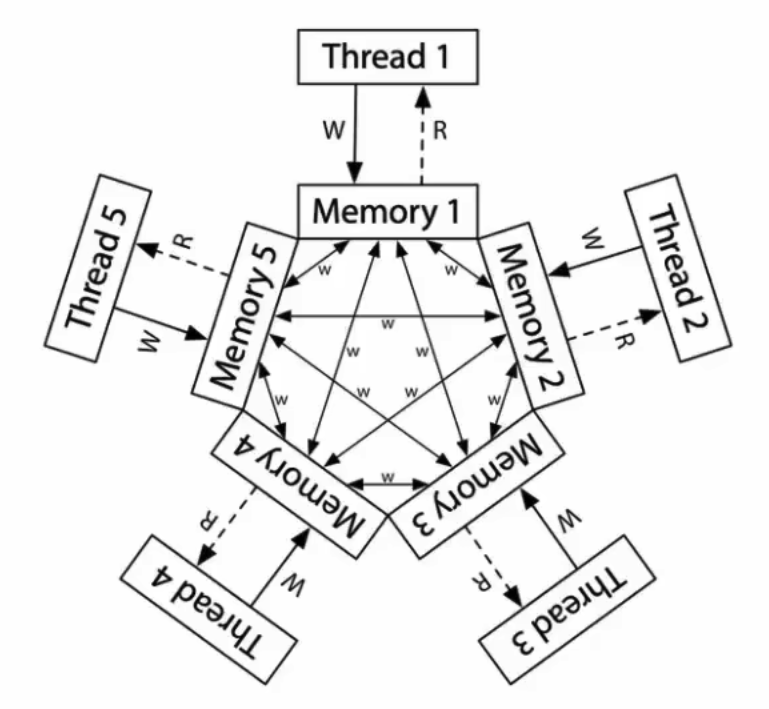 Thread 1
W
R
Memory 1
Thread 5
R
W
Memory 5
Memory 2
W
R
Thread 2
w
w
w
w
w
w
w
w
w
w
Memory 4
Memory 3
R
W
Thread 4
R
W
Thread 3